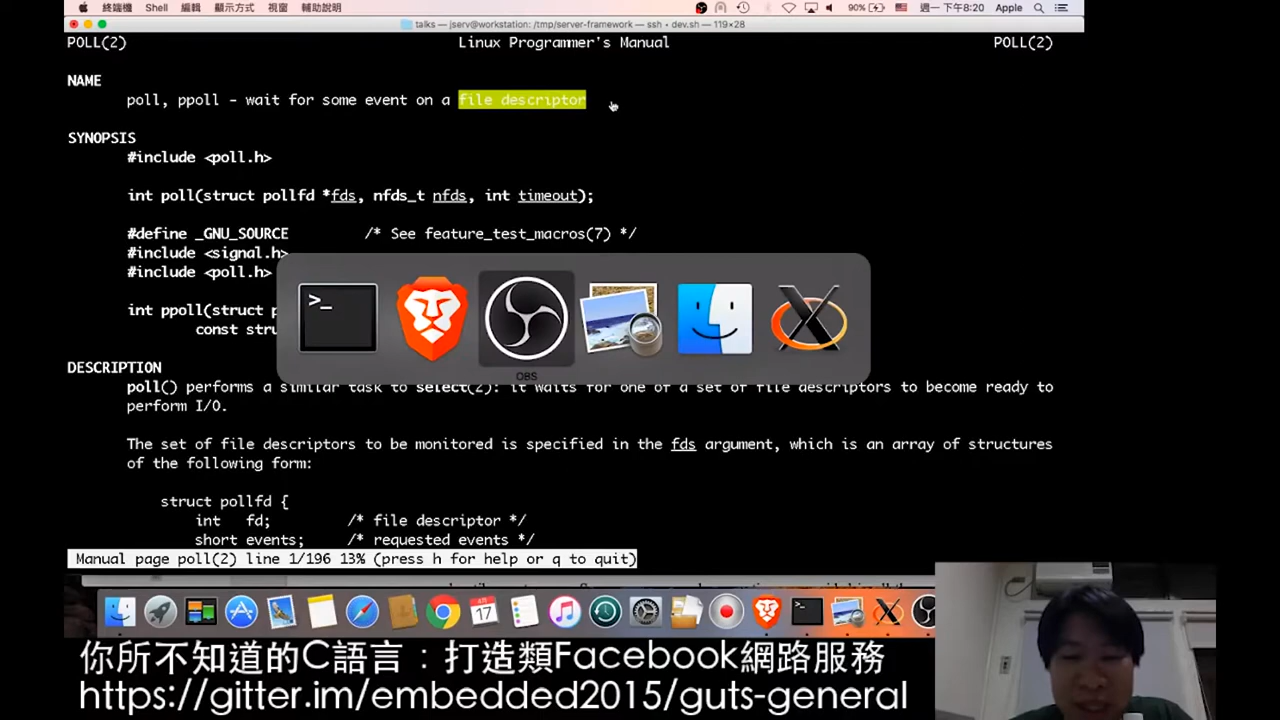 終端機 Shell 編輯 顯示方式 視窗 輔助說明 90% 週一 下午8:20 Apple
talks — jserv@workstation: /tmp/server-framework — ssh ‹ dev.sh — 119×28
POLL(2) Linux Programmer's Manual POLL(2)
NAME
poll, ppoll - wait for some event on a file descriptor
SYNOPSIS
#include <poll.h>
int poll(struct pollfd *fds, nfds_t nfds, int timeout);
#define _GNU_SOURCE /* See feature_test_macros(7) */
#include <signal.h>
#include <poll.h>
int ppoll(struct p
const stru
OBS
DESCRIPTION
poll() performs a similar task to select(2): it waits for one of a set of file descriptors to become ready to
perform I/O.
The set of file descriptors to be monitored is specified in the fds argument, which is an array of structures
of the following form:
struct pollfd {
int fd; /* file descriptor */
short events; /* requested events */
Manual page poll(2) line 1/196 13% (press h for help or q to quit)
17
你所不知道的C語言：打造類Facebook網路服務
https://gitter.im/embedded2015/guts-general